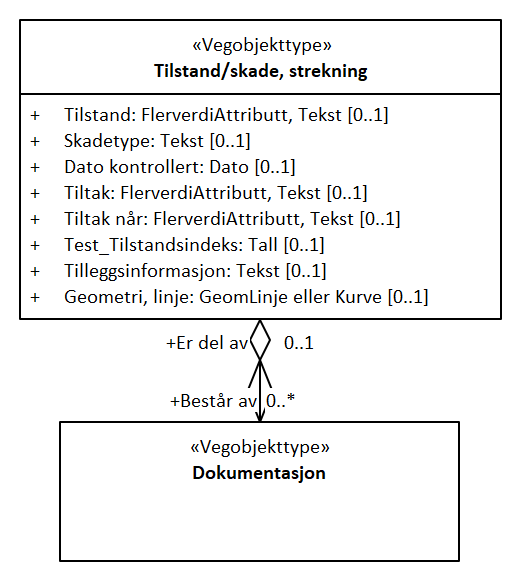 «Vegobjekttype»
Tilstand/skade, strekning
+ Tilstand: FlerverdiAttributt, Tekst [0..1]
+ Skadetype: Tekst [0..1]
+ Dato kontrollert: Dato [0..1]
+ Tiltak: FlerverdiAttributt, Tekst [0..1]
+ Tiltak når: FlerverdiAttributt, Tekst [0..1]
+ Test_Tilstandsindeks: Tall [0..1]
+ Tilleggsinformasjon: Tekst [0..1]
+ Geometri, linje: GeomLinje eller Kurve [0..1]
+Er del av 0..1
+Består av 0..*
«Vegobjekttype»
Dokumentasjon